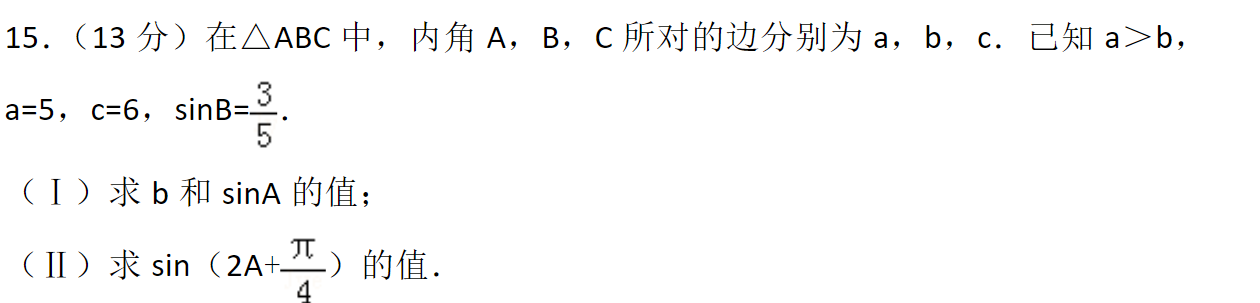 15.（13 分）在△ABC 中，内角 A，B，C 所对的边分别为 a，b，c. 已知 a＞b，
a=5，c=6，sinB=3/5.
（Ⅰ）求 b 和 sinA 的值；
（Ⅱ）求 sin（2A+π/4）的值.